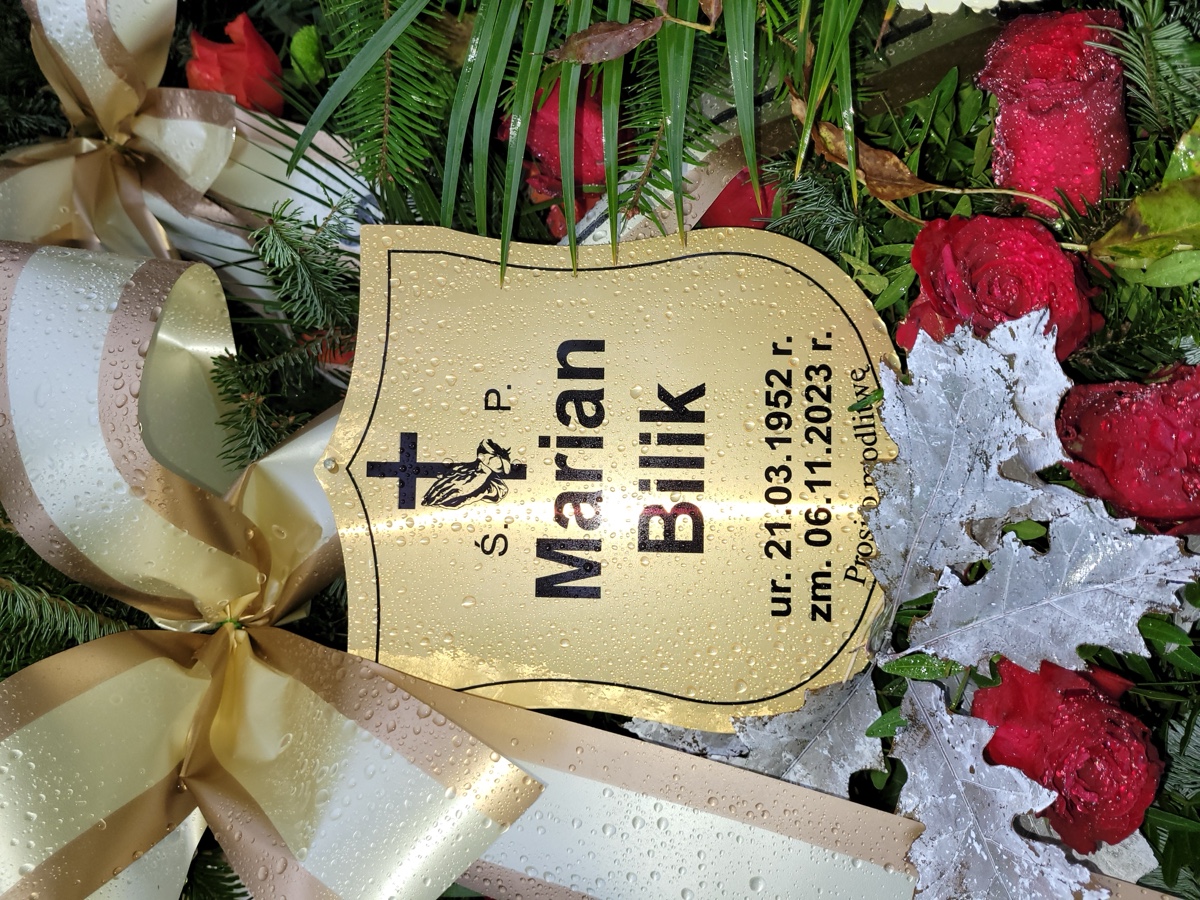 Ś. P.
Marian
Bilik
ur. 21.03.1952 r.
zm. 06.11.2023 r.
Prosi o modlitwę